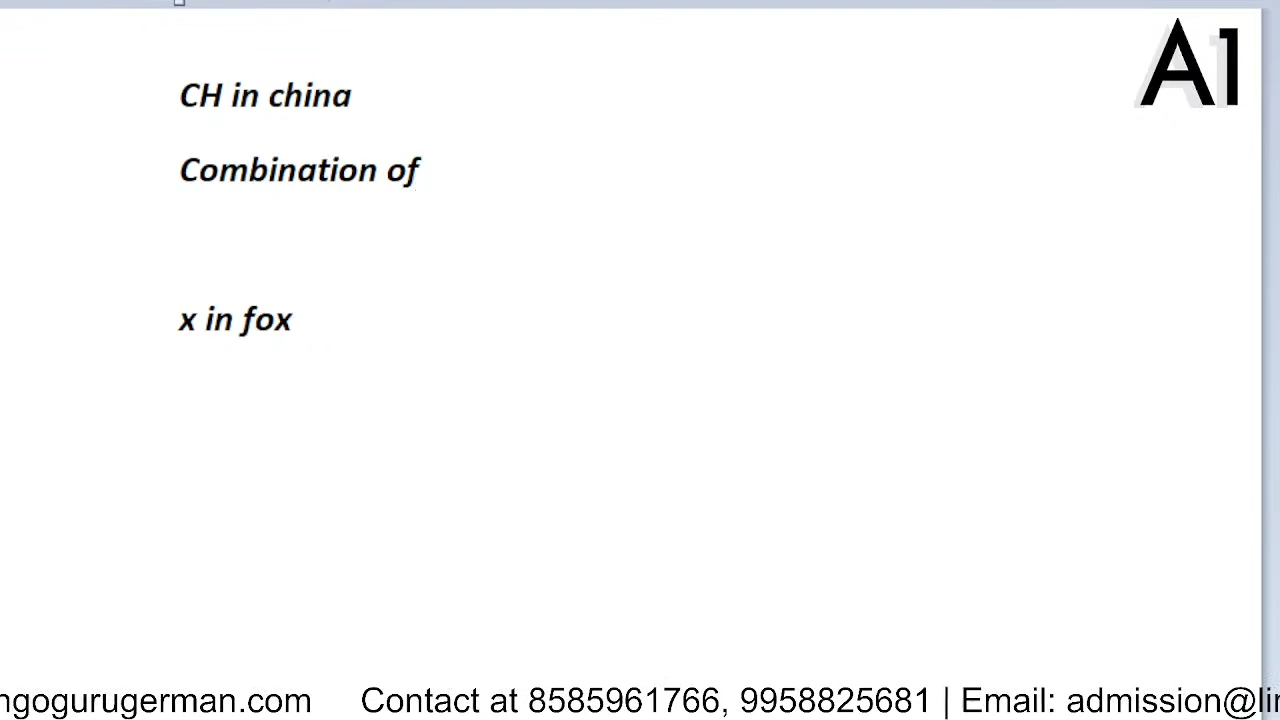 A1
CH in china
Combination of
x in fox
ngogurugerman.com Contact at 8585961766, 9958825681 | Email: admission@li